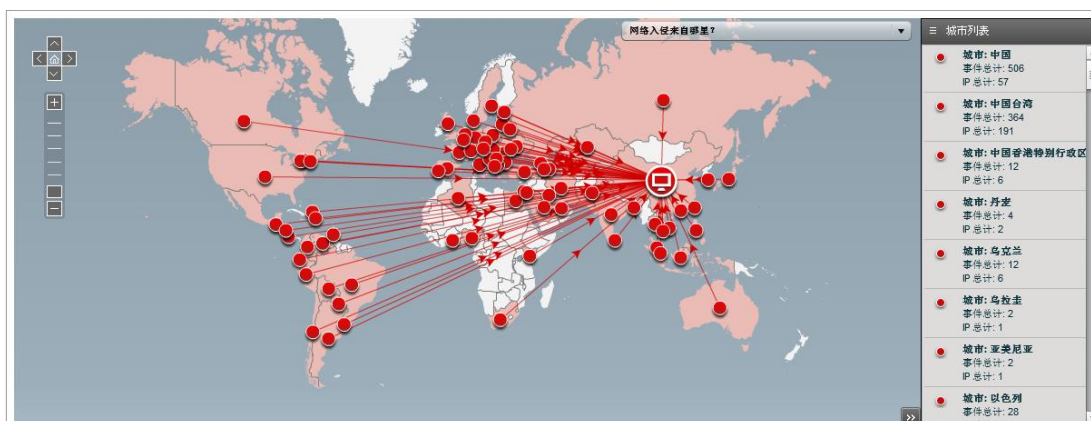 网络入侵来自哪里?
城市列表
城市: 中国
事件总计: 506
IP 总计: 57
城市: 中国台湾
事件总计: 364
IP 总计: 191
城市: 中国香港特别行政区
事件总计: 12
IP 总计: 6
城市: 丹麦
事件总计: 4
IP 总计: 2
城市: 乌克兰
事件总计: 12
IP 总计: 6
城市: 乌拉圭
事件总计: 2
IP 总计: 1
城市: 亚美尼亚
事件总计: 2
IP 总计: 1
城市: 以色列
事件总计: 28